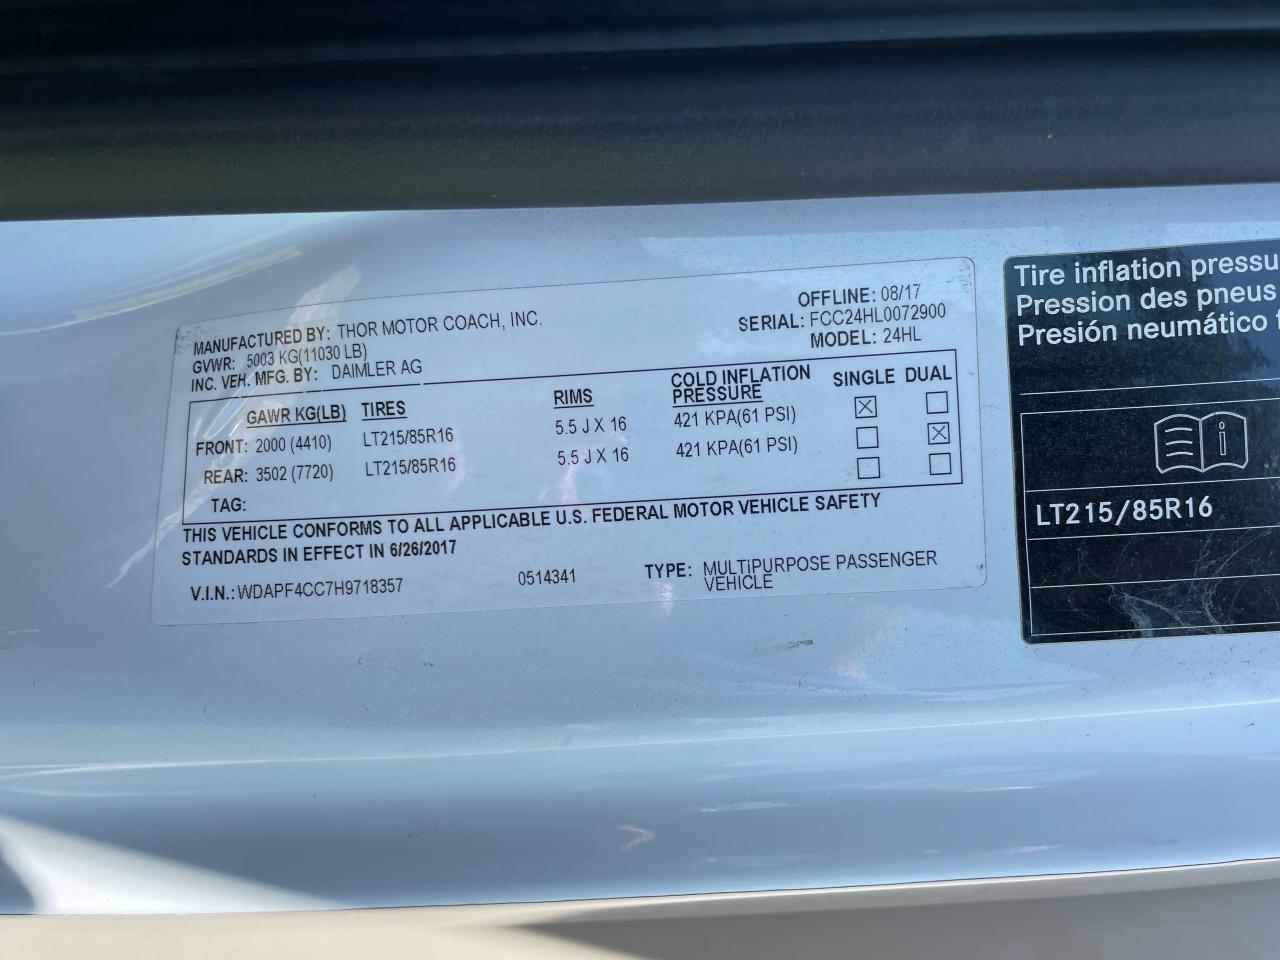 MANUFACTURED BY: THOR MOTOR COACH, INC.
OFFLINE: 08/17
GVWR: 5003 KG(11030 LB)
SERIAL: FCC24HL0072900
INC. VEH. MFG. BY: DAIMLER AG
MODEL: 24HL
GAWR KG(LB) TIRES RIMS COLD INFLATION PRESSURE SINGLE DUAL
FRONT: 2000 (4410) LT215/85R16 5.5 J X 16 421 KPA(61 PSI) ☒ ☐
REAR: 3502 (7720) LT215/85R16 5.5 J X 16 421 KPA(61 PSI) ☐ ☒
TAG: ☐ ☐
THIS VEHICLE CONFORMS TO ALL APPLICABLE U.S. FEDERAL MOTOR VEHICLE SAFETY
STANDARDS IN EFFECT IN 6/26/2017
V.I.N.: WDAPF4CC7H9718357 0514341 TYPE: MULTIPURPOSE PASSENGER
VEHICLE
Tire inflation pressu
Pression des pneus
Presión neumático
i
LT215/85R16